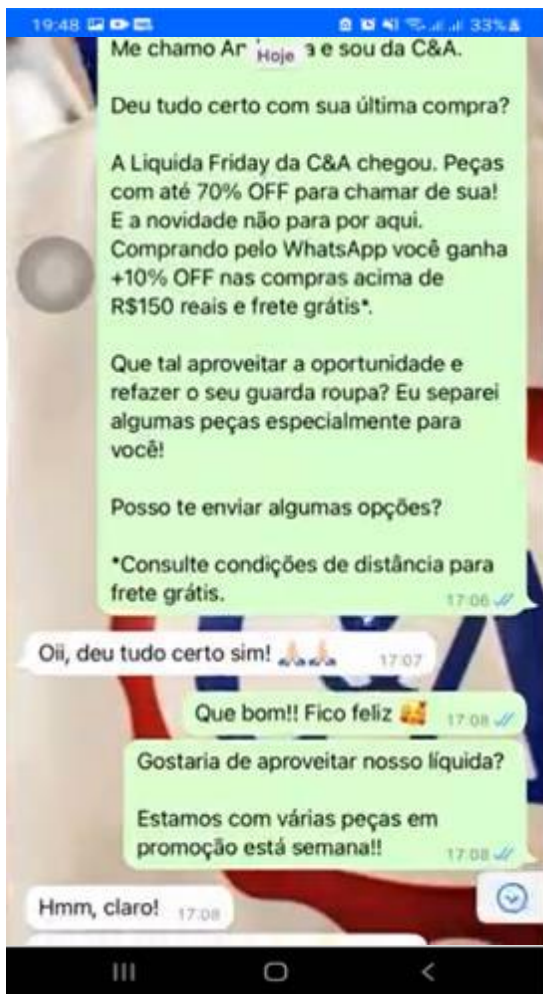 19:48
33%
Me chamo An a e sou da C&A.
Hoje
Deu tudo certo com sua última compra?
A Liquida Friday da C&A chegou. Peças
com até 70% OFF para chamar de sua!
E a novidade não para por aqui.
Comprando pelo WhatsApp você ganha
+10% OFF nas compras acima de
R$150 reais e frete grátis*.
Que tal aproveitar a oportunidade e
refazer o seu guarda roupa? Eu separei
algumas peças especialmente para
você!
Posso te enviar algumas opções?
*Consulte condições de distância para
frete grátis.
17:06
Oii, deu tudo certo sim! 🙏🏻🙏🏻
17:07
Que bom!! Fico feliz 🥰
17:08
Gostaria de aproveitar nosso líquida?
Estamos com várias peças em
promoção está semana!!
17:08
Hmm, claro!
17:08